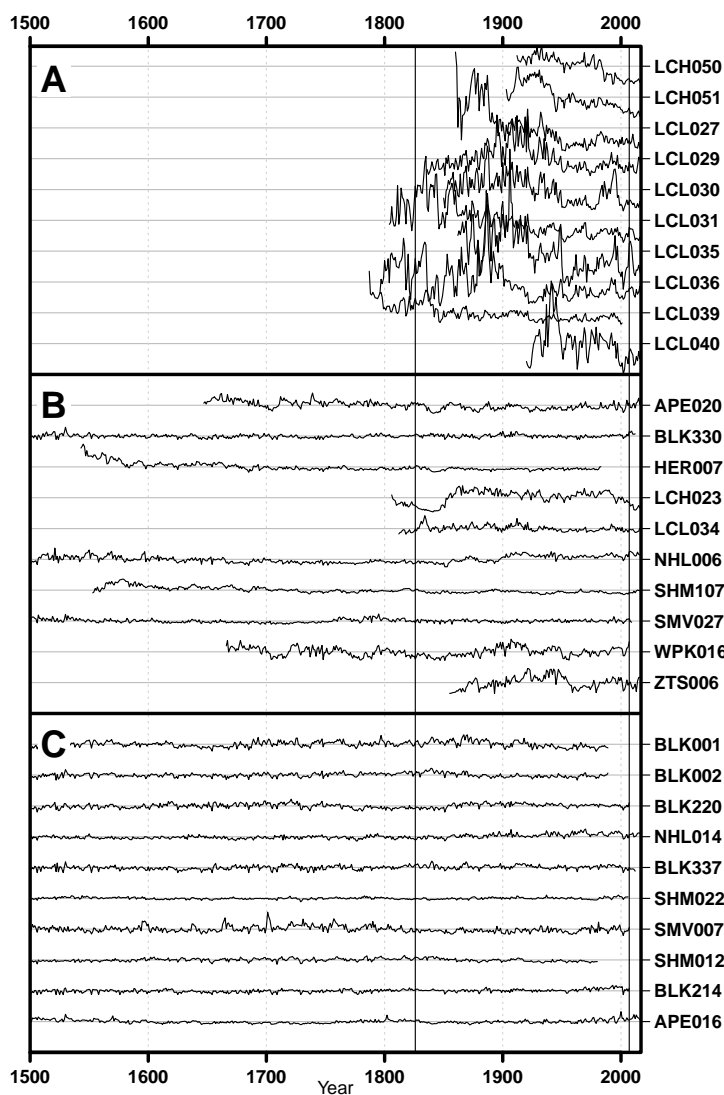 1500 1600 1700 1800 1900 2000
A
LCH050
LCH051
LCL027
LCL029
LCL030
LCL031
LCL035
LCL036
LCL039
LCL040
B
APE020
BLK330
HER007
LCH023
LCL034
NHL006
SHM107
SMV027
WPK016
ZTS006
C
BLK001
BLK002
BLK220
NHL014
BLK337
SHM022
SMV007
SHM012
BLK214
APE016
1500 1600 1700 1800 1900 2000
Year